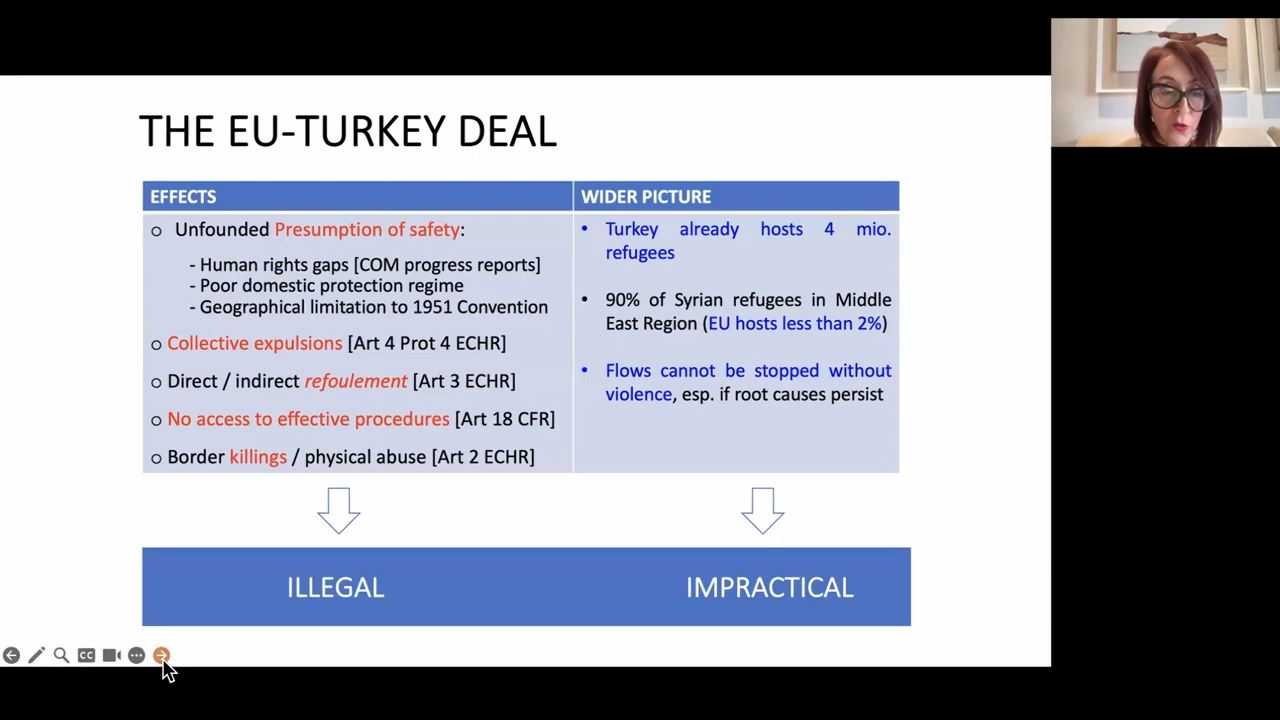 THE EU-TURKEY DEAL
EFFECTS
Unfounded Presumption of safety:
- Human rights gaps [COM progress reports]
- Poor domestic protection regime
- Geographical limitation to 1951 Convention
Collective expulsions [Art 4 Prot 4 ECHR]
Direct / indirect refoulement [Art 3 ECHR]
No access to effective procedures [Art 18 CFR]
Border killings / physical abuse [Art 2 ECHR]
WIDER PICTURE
Turkey already hosts 4 mio.
refugees
90% of Syrian refugees in Middle
East Region (EU hosts less than 2%)
Flows cannot be stopped without
violence, esp. if root causes persist
ILLEGAL
IMPRACTICAL
CC